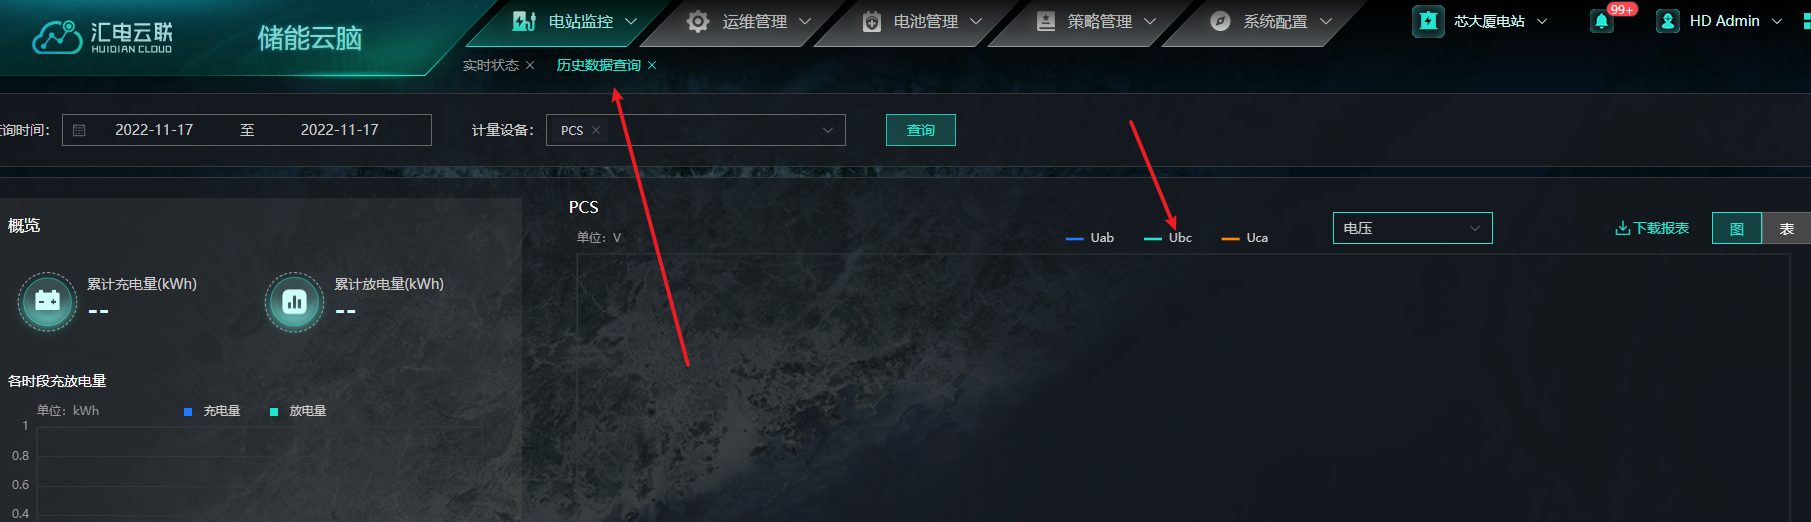 汇电云联
HUIDIAN CLOUD
储能云脑
电站监控
运维管理
电池管理
策略管理
系统配置
芯大厦电站
99+
HD Admin
实时状态 ×
历史数据查询 ×
查询时间：
2022-11-17 至 2022-11-17
计量设备：
PCS ×
查询
概览
累计充电量(kWh)
--
累计放电量(kWh)
--
各时段充放电量
单位：kWh
充电量
放电量
1
0.8
0.6
0.4
PCS
单位：V
Uab
Ubc
Uca
电压
下载报表
图
表